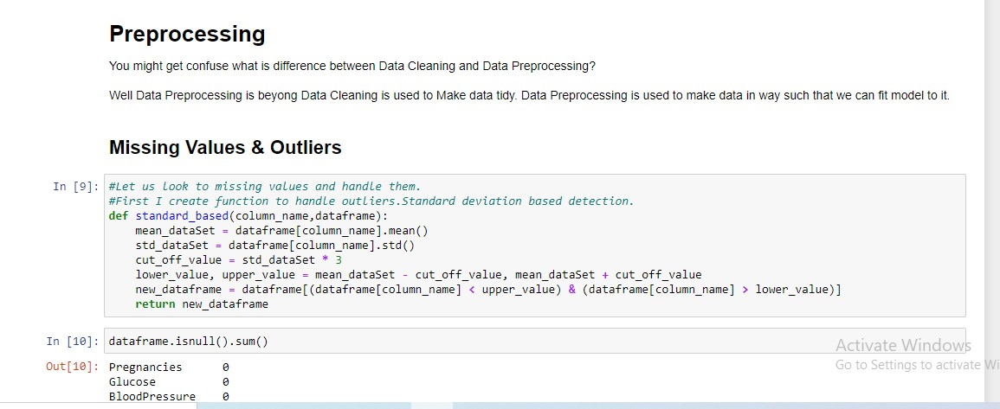 Preprocessing
You might get confuse what is difference between Data Cleaning and Data Preprocessing?
Well Data Preprocessing is beyong Data Cleaning is used to Make data tidy. Data Preprocessing is used to make data in way such that we can fit model to it.
Missing Values & Outliers
In [9]: #Let us look to missing values and handle them.
#First I create function to handle outliers.Standard deviation based detection.
def standard_based(column_name,dataframe):
    mean_dataSet = dataframe[column_name].mean()
    std_dataSet = dataframe[column_name].std()
    cut_off_value = std_dataSet * 3
    lower_value, upper_value = mean_dataSet - cut_off_value, mean_dataSet + cut_off_value
    new_dataframe = dataframe[(dataframe[column_name] < upper_value) & (dataframe[column_name] > lower_value)]
    return new_dataframe
In [10]: dataframe.isnull().sum()
Out[10]: Pregnancies 0
Glucose 0
BloodPressure 0
Activate Windows
Go to Settings to activate Wi